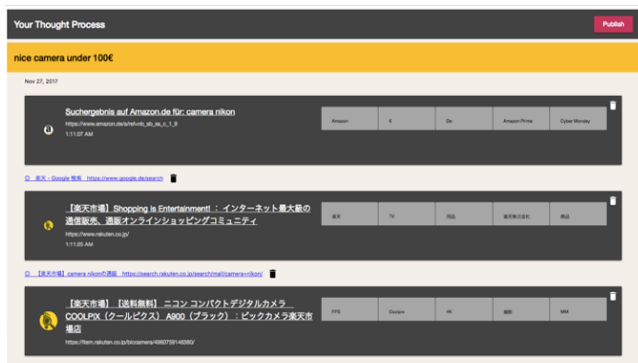 Your Thought Process
Publish
nice camera under 100€
Nov 27, 2017
Suchergebnis auf Amazon.de für: camera nikon
https://www.amazon.de/s/ref=nb_sb_ss_c_1_9
1:11:07 AM
Amazon
€
De
Amazon Prime
Cyber Monday
楽天 - Google 検索 https://www.google.de/search
【楽天市場】Shopping is Entertainment! : インターネット最大級の
通信販売、通販オンラインショッピングコミュニティ
https://www.rakuten.co.jp/
1:11:25 AM
楽天
TV
用品
楽天株式会社
商品
【楽天市場】camera nikonの通販 https://search.rakuten.co.jp/search/mall/camera+nikon/
【楽天市場】【送料無料】 ニコン コンパクトデジタルカメラ
COOLPIX(クールピクス) A900(ブラック):ビックカメラ楽天市
場店
https://item.rakuten.co.jp/biccamera/4960759148360/
FPS
Coolpix
4K
撮影
MM